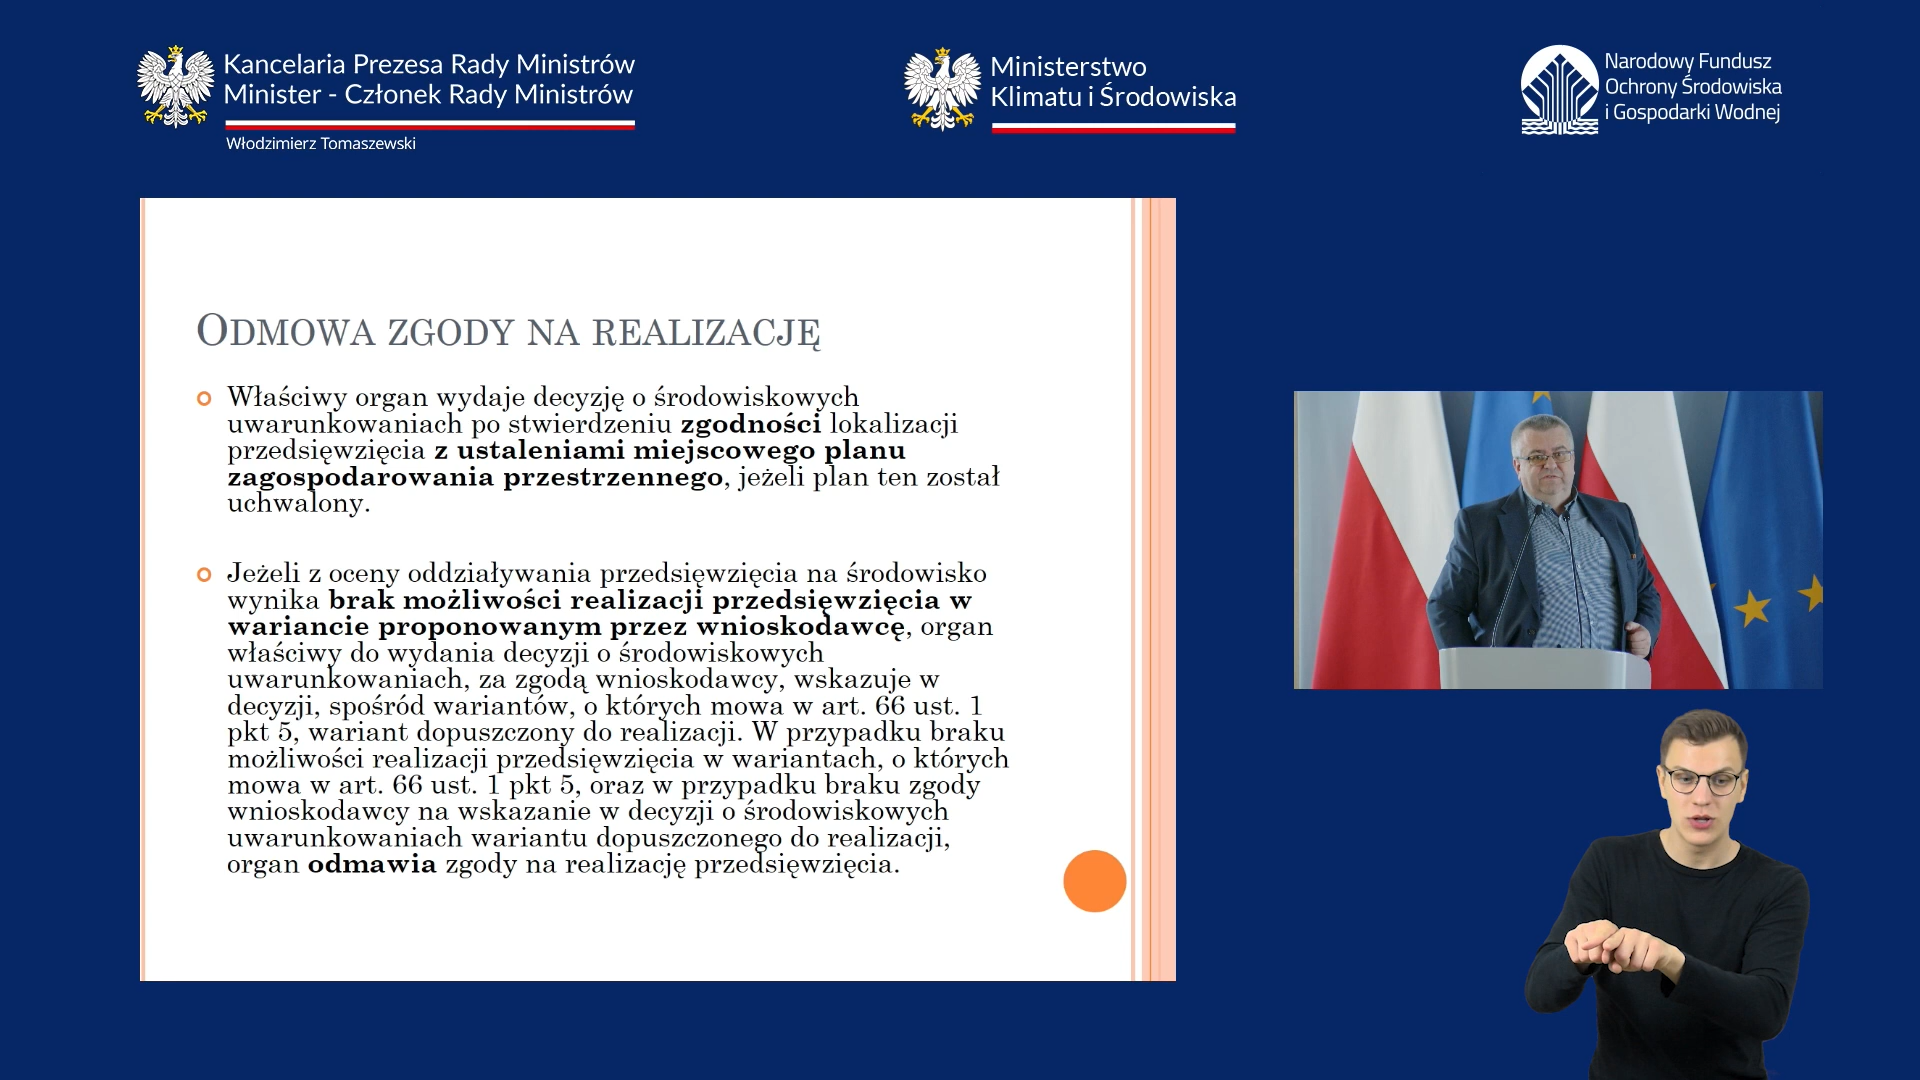 Kancelaria Prezesa Rady Ministrów
Minister - Członek Rady Ministrów
Włodzimierz Tomaszewski
Ministerstwo
Klimatu i Środowiska
Narodowy Fundusz
Ochrony Środowiska
i Gospodarki Wodnej
Odmowa zgody na realizację
Właściwy organ wydaje decyzję o środowiskowych
uwarunkowaniach po stwierdzeniu zgodności lokalizacji
przedsięwzięcia z ustaleniami miejscowego planu
zagospodarowania przestrzennego, jeżeli plan ten został
uchwalony.
Jeżeli z oceny oddziaływania przedsięwzięcia na środowisko
wynika brak możliwości realizacji przedsięwzięcia w
wariancie proponowanym przez wnioskodawcę, organ
właściwy do wydania decyzji o środowiskowych
uwarunkowaniach, za zgodą wnioskodawcy, wskazuje w
decyzji, spośród wariantów, o których mowa w art. 66 ust. 1
pkt 5, wariant dopuszczony do realizacji. W przypadku braku
możliwości realizacji przedsięwzięcia w wariantach, o których
mowa w art. 66 ust. 1 pkt 5, oraz w przypadku braku zgody
wnioskodawcy na wskazanie w decyzji o środowiskowych
uwarunkowaniach wariantu dopuszczonego do realizacji,
organ odmawia zgody na realizację przedsięwzięcia.